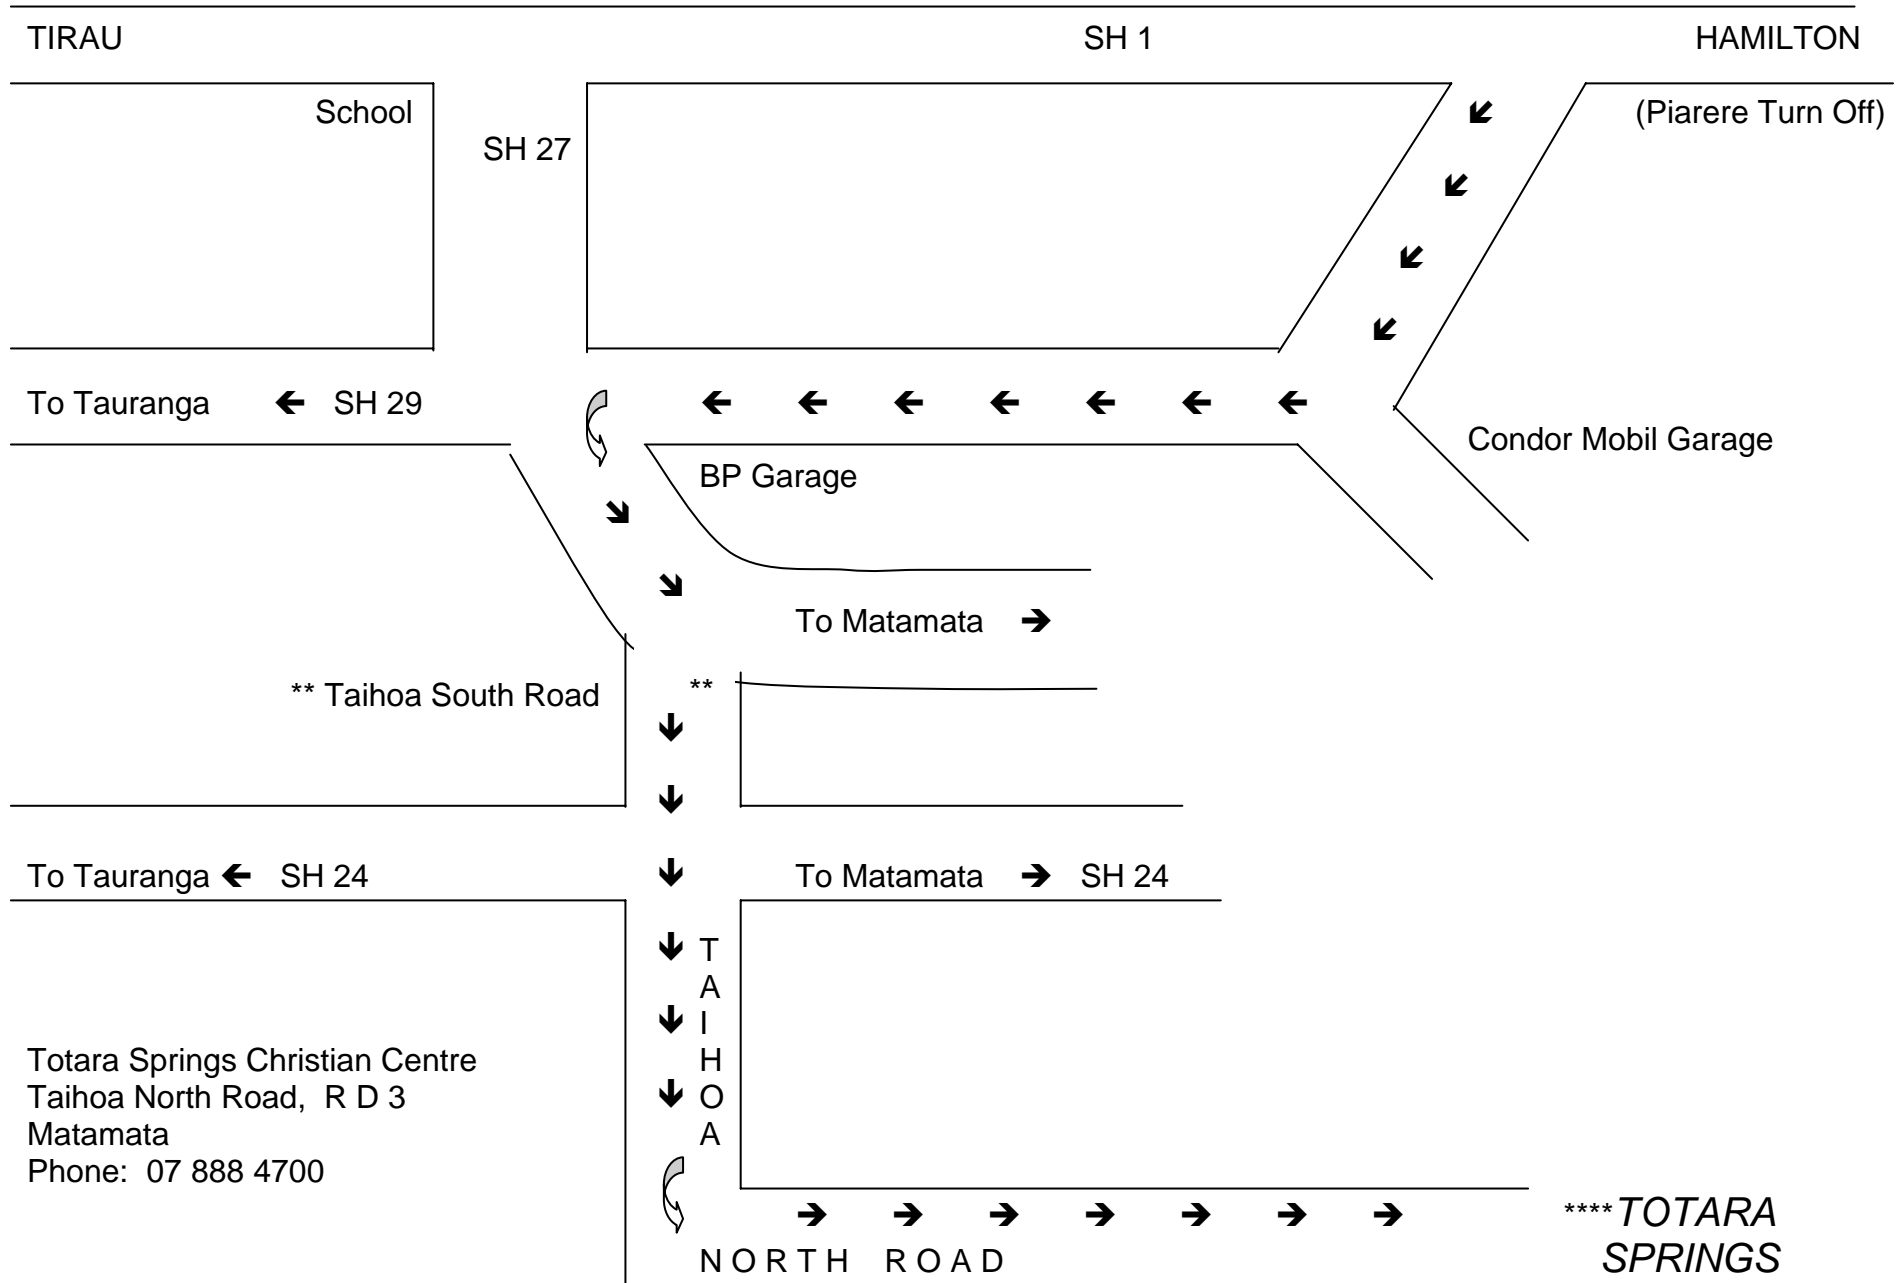 TIRAU SH 1 HAMILTON
School (Piarere Turn Off)
SH 27
To Tauranga SH 29
Condor Mobil Garage
BP Garage
To Matamata
** Taihoa South Road **
To Tauranga SH 24 To Matamata SH 24
T
A
I
H
O
A
Totara Springs Christian Centre
Taihoa North Road, R D 3
Matamata
Phone: 07 888 4700
****TOTARA
SPRINGS
NORTH ROAD